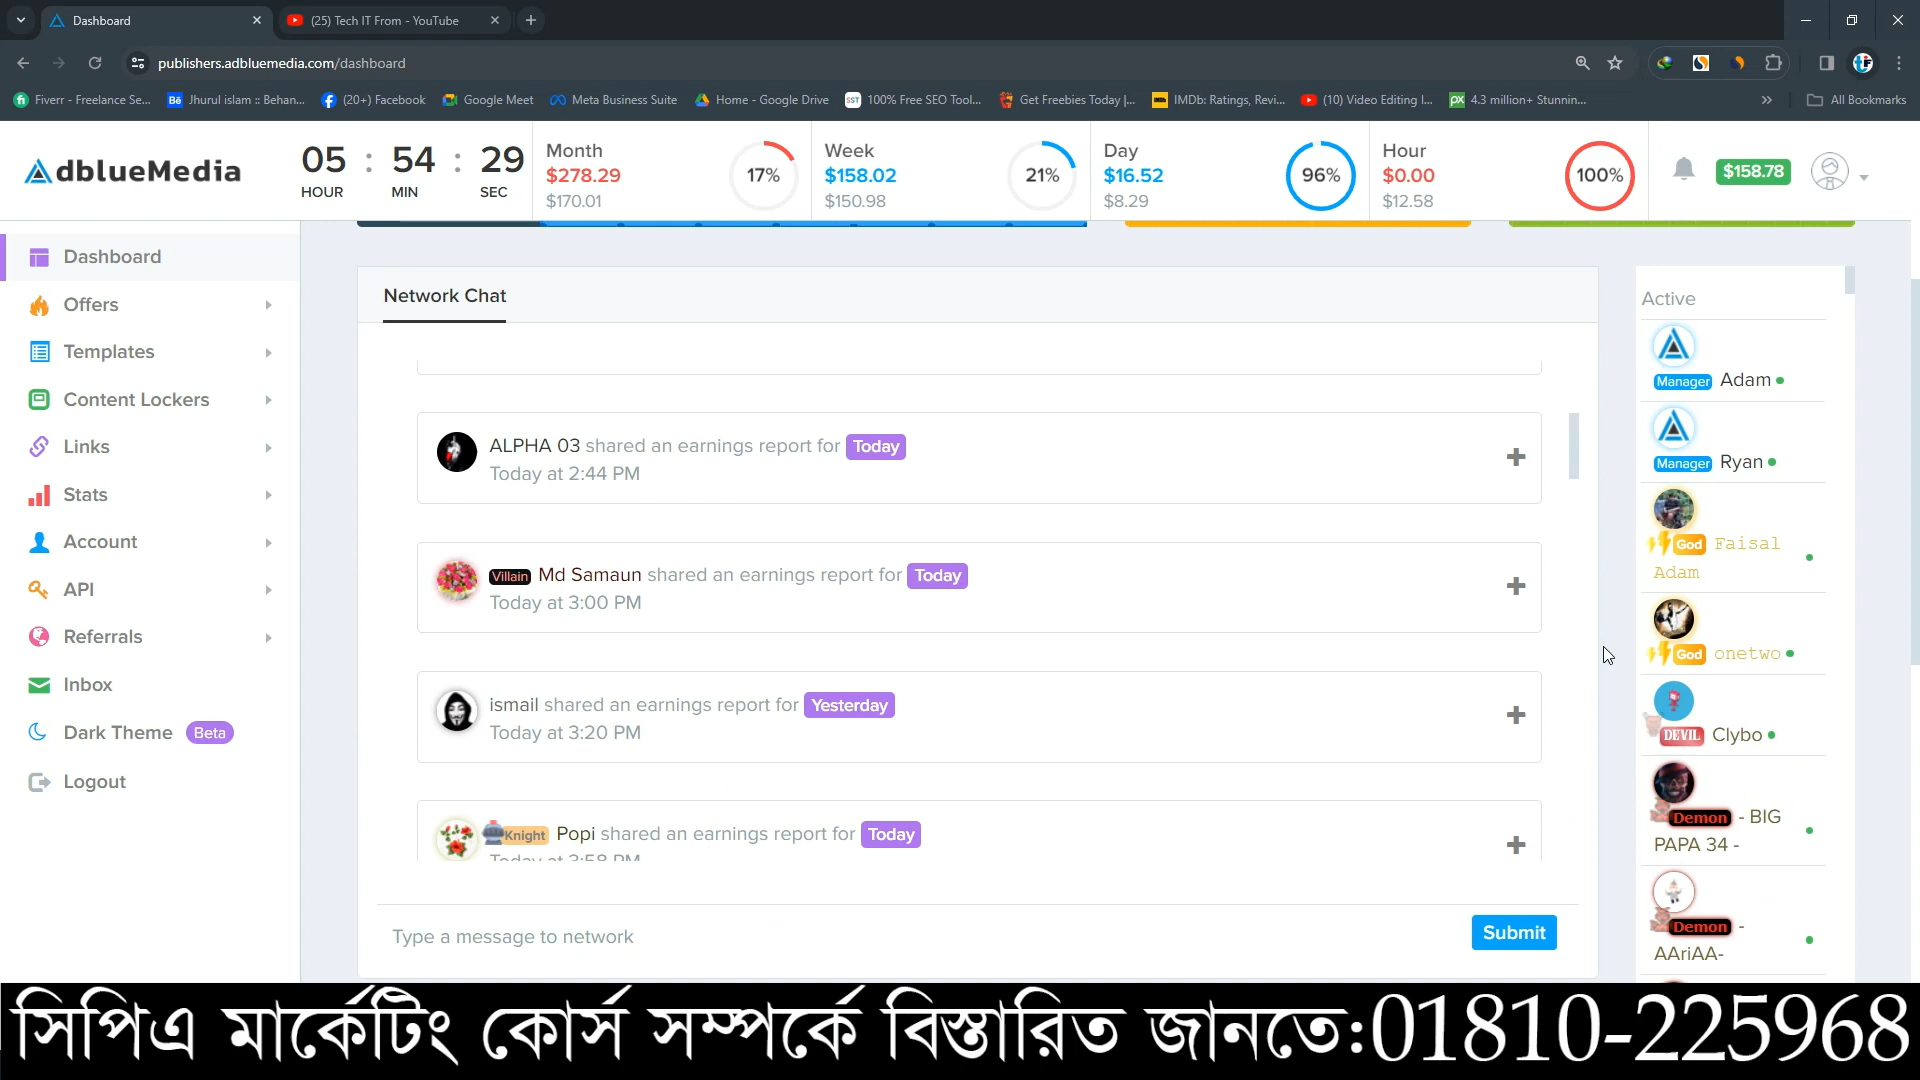 Dashboard
(25) Tech IT From - YouTube
publishers.adbluemedia.com/dashboard
Fiverr - Freelance Se...
Jhurul islam :: Behan...
(20+) Facebook
Google Meet
Meta Business Suite
Home - Google Drive
100% Free SEO Tool...
Get Freebies Today |...
IMDb: Ratings, Revi...
(10) Video Editing I...
4.3 million+ Stunnin...
All Bookmarks
AdblueMedia
05 : 54 : 29
HOUR MIN SEC
Month
$278.29
$170.01
17%
Week
$158.02
$150.98
21%
Day
$16.52
$8.29
96%
Hour
$0.00
$12.58
100%
$158.78
Dashboard
Offers
Templates
Content Lockers
Links
Stats
Account
API
Referrals
Inbox
Dark Theme Beta
Logout
Network Chat
ALPHA 03 shared an earnings report for Today
Today at 2:44 PM
Villain Md Samaun shared an earnings report for Today
Today at 3:00 PM
ismail shared an earnings report for Yesterday
Today at 3:20 PM
Knight Popi shared an earnings report for Today
Today at 3:58 PM
Type a message to network
Submit
Active
Manager Adam
Manager Ryan
God Faisal
Adam
God onetwo
DEVIL Clybo
Demon - BIG
PAPA 34 -
Demon -
AAriAA-
সিপিএ মার্কেটিং কোর্স সম্পর্কে বিস্তারিত জানতে:01810-225968